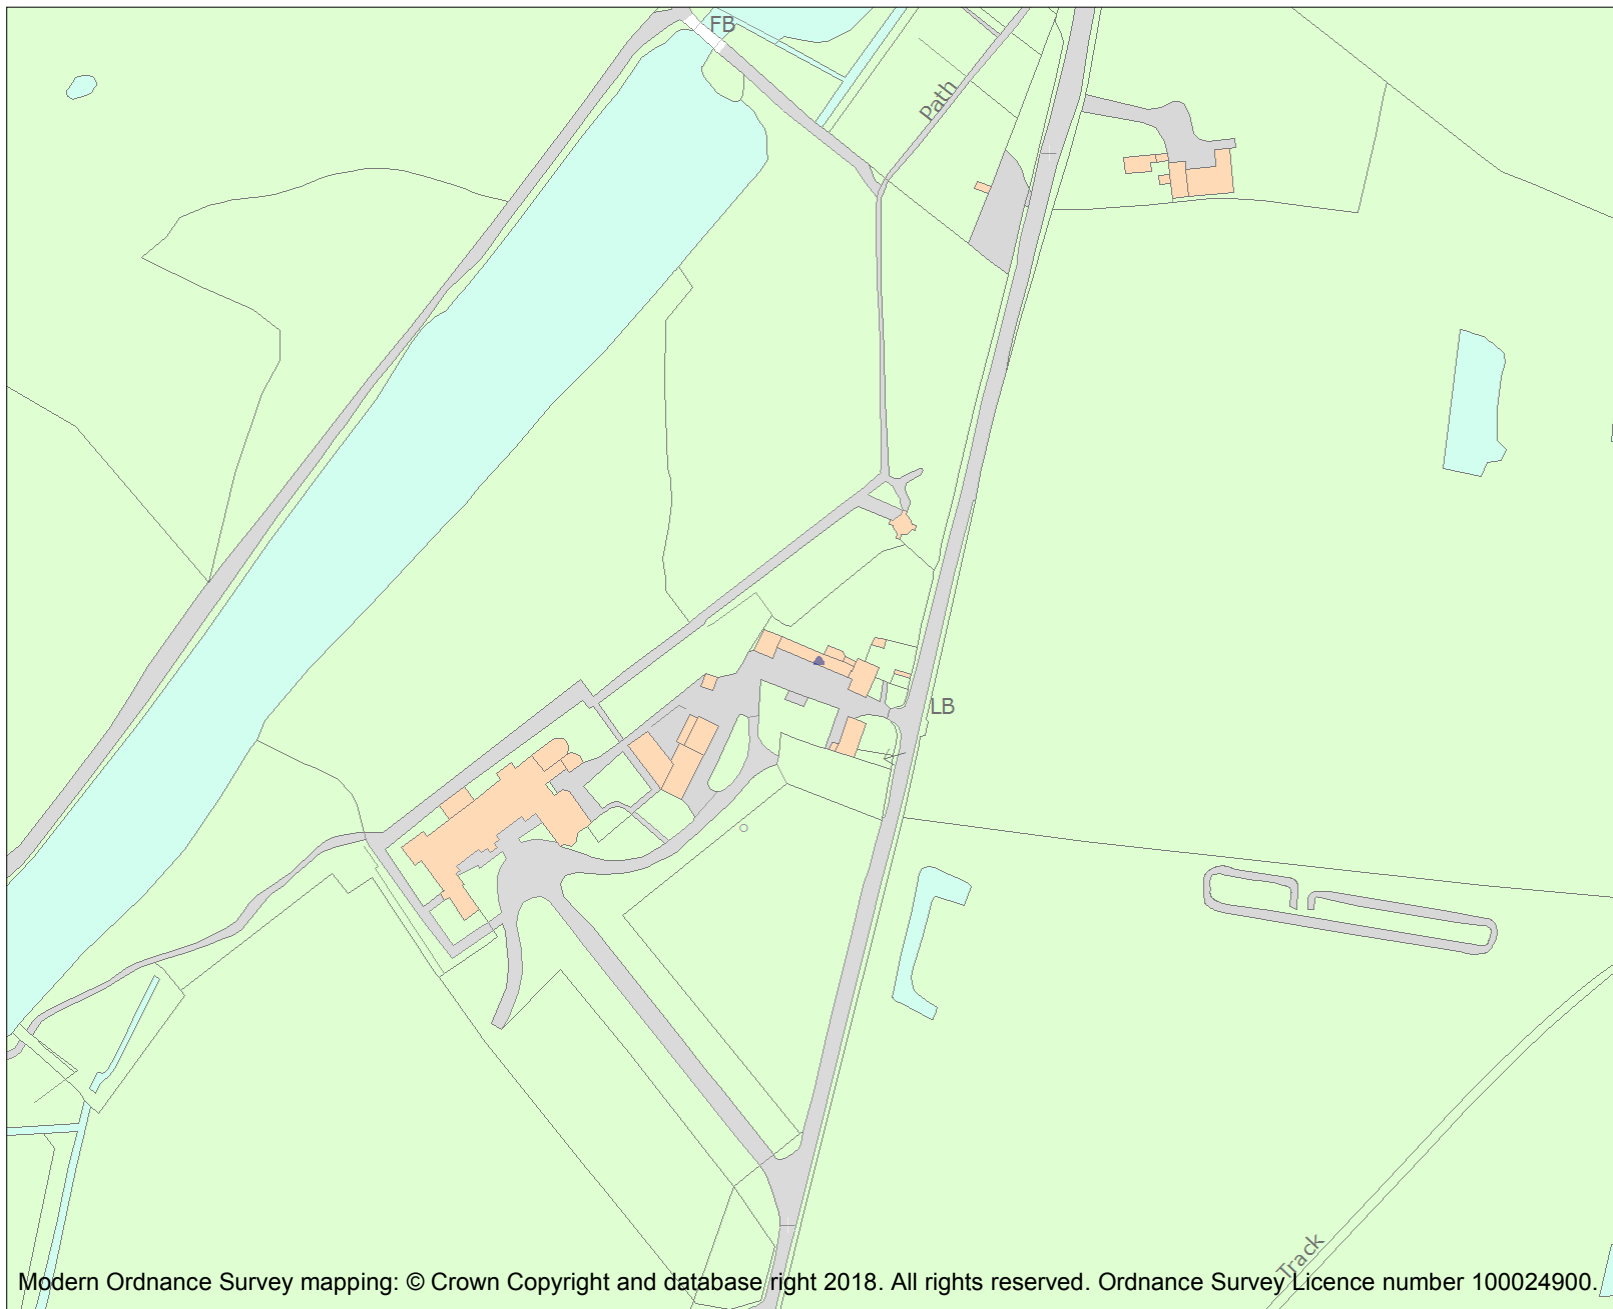 FB
Path
LB
Track
Modern Ordnance Survey mapping: © Crown Copyright and database right 2018. All rights reserved. Ordnance Survey Licence number 100024900.